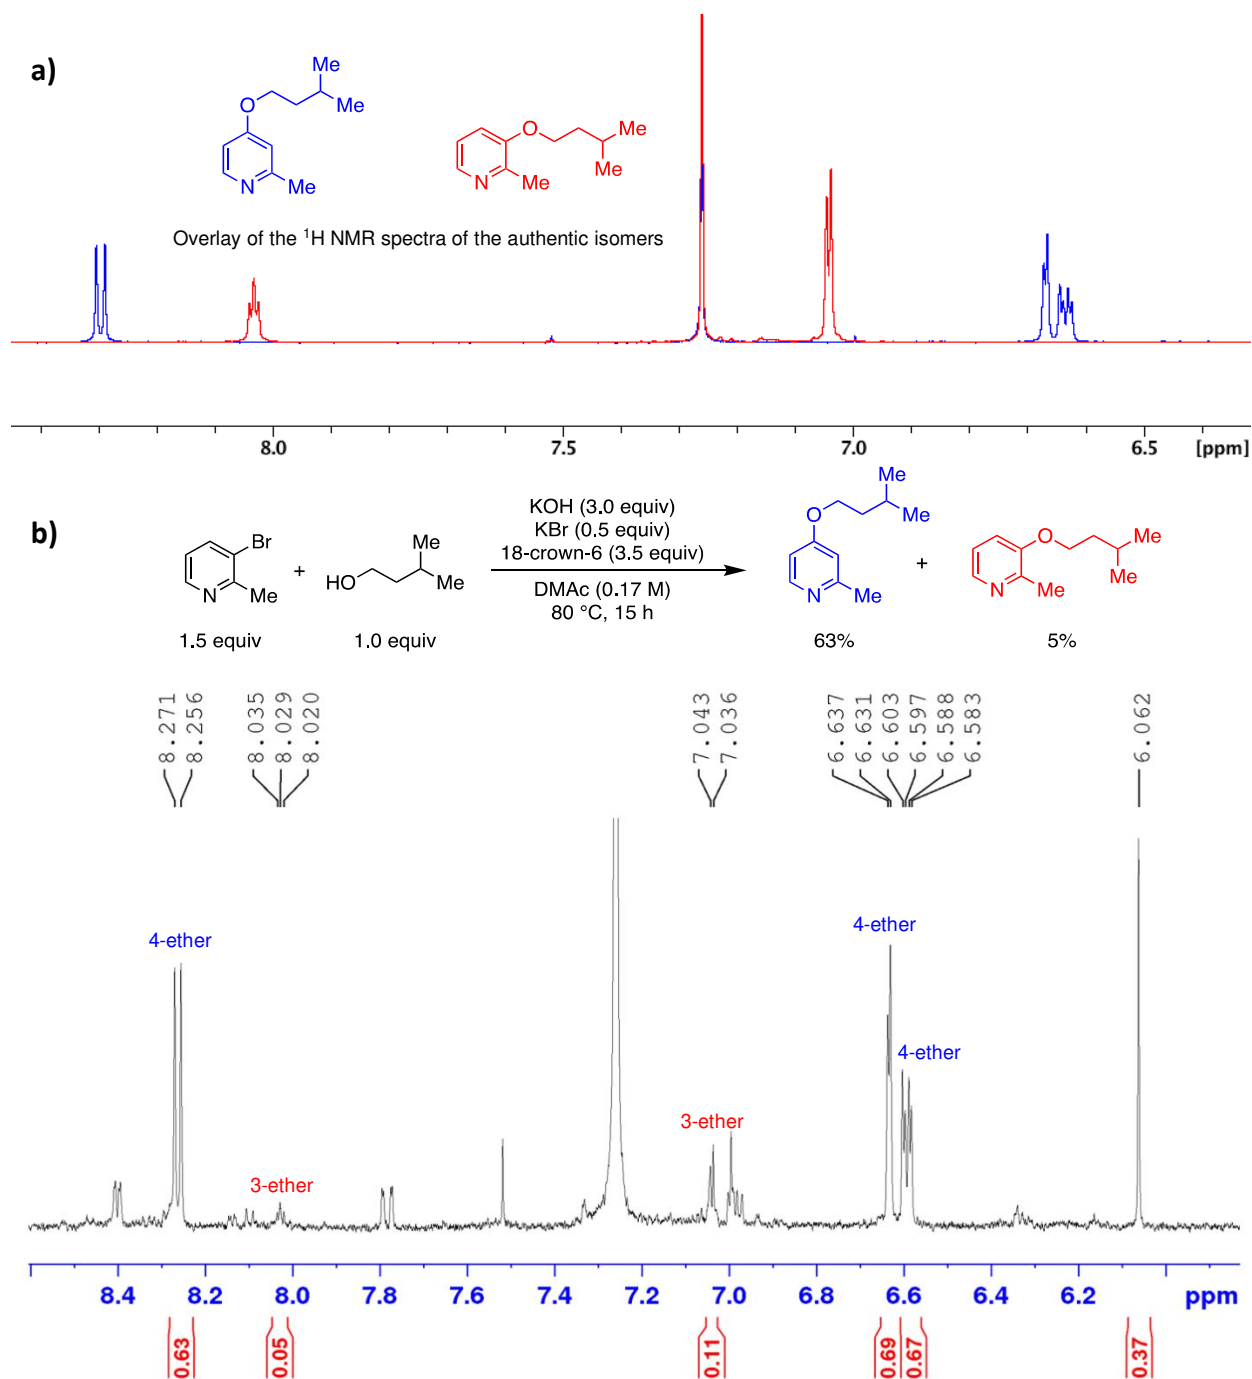 a)
Me
O
Me
N
Me
O
Me
N
Me
Me
Overlay of the ¹H NMR spectra of the authentic isomers
8.0
7.5
7.0
6.5
[ppm]
b)
Br
N
Me
1.5 equiv
+
HO
Me
Me
1.0 equiv
KOH (3.0 equiv)
KBr (0.5 equiv)
18-crown-6 (3.5 equiv)
DMAc (0.17 M)
80 °C, 15 h
Me
O
Me
N
Me
63%
+
O
Me
N
Me
Me
5%
8.271
8.256
8.035
8.029
8.020
7.043
7.036
6.637
6.631
6.603
6.597
6.588
6.583
6.062
4-ether
3-ether
3-ether
4-ether
4-ether
8.4
8.2
8.0
7.8
7.6
7.4
7.2
7.0
6.8
6.6
6.4
6.2
ppm
0.63
0.05
0.11
0.69
0.67
0.37